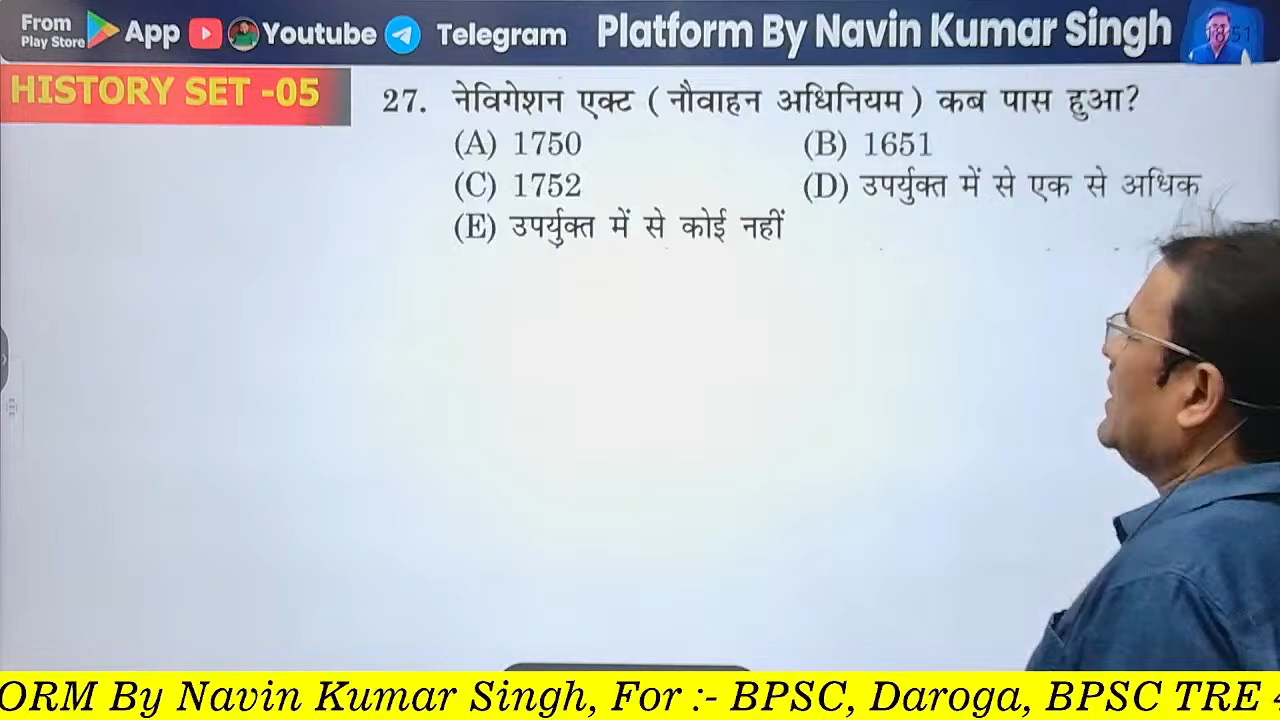 From
Play Store
App
Youtube
Telegram
Platform By Navin Kumar Singh
HISTORY SET -05
27. नेविगेशन एक्ट ( नौवाहन अधिनियम ) कब पास हुआ?
(A) 1750 (B) 1651
(C) 1752 (D) उपर्युक्त में से एक से अधिक
(E) उपर्युक्त में से कोई नहीं
ORM By Navin Kumar Singh, For :- BPSC, Daroga, BPSC TRE